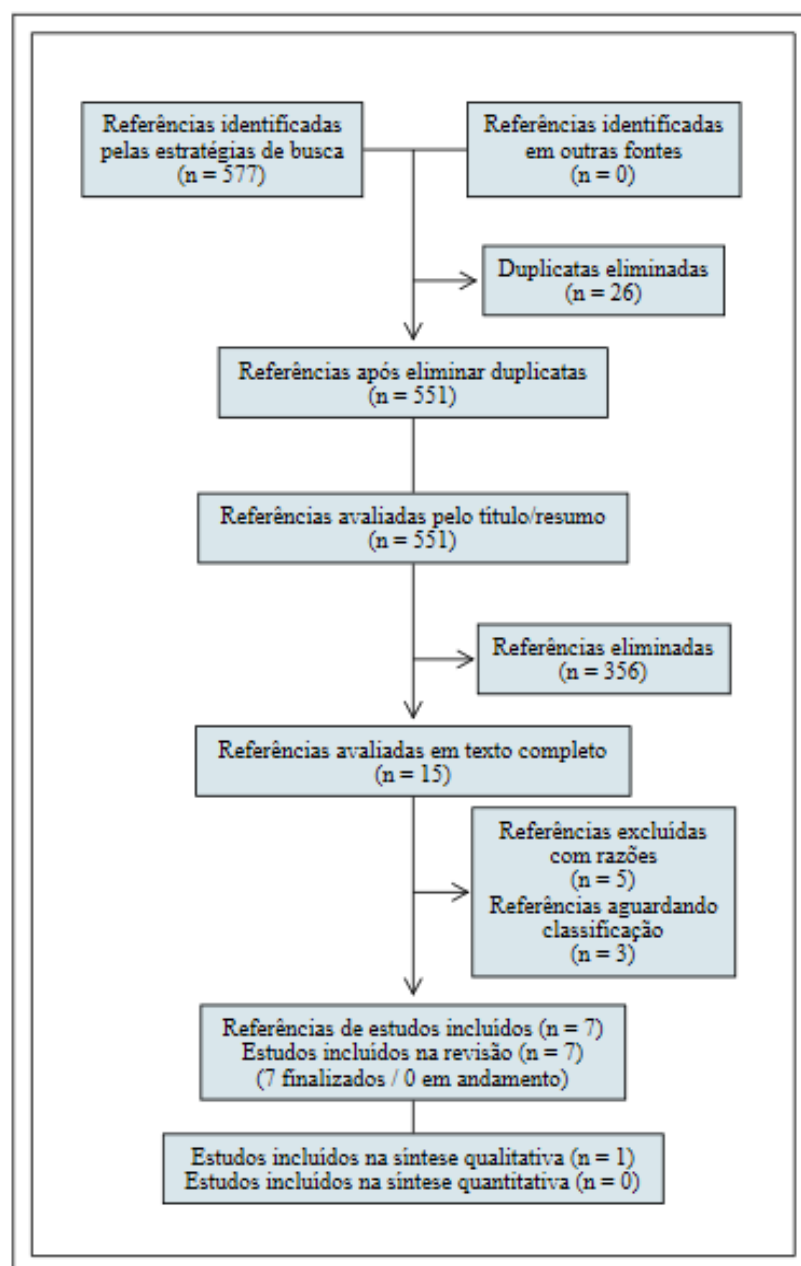 Referências identificadas
pelas estratégias de busca
(n = 577)
Referências identificadas
em outras fontes
(n = 0)
Duplicatas eliminadas
(n = 26)
Referências após eliminar duplicatas
(n = 551)
Referências avaliadas pelo título/resumo
(n = 551)
Referências eliminadas
(n = 356)
Referências avaliadas em texto completo
(n = 15)
Referências excluídas
com razões
(n = 5)
Referências aguardando
classificação
(n = 3)
Referências de estudos incluídos (n = 7)
Estudos incluídos na revisão (n = 7)
(7 finalizados / 0 em andamento)
Estudos incluídos na síntese qualitativa (n = 1)
Estudos incluídos na síntese quantitativa (n = 0)